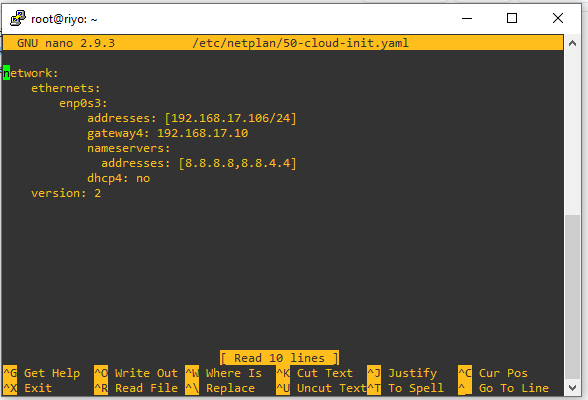 root@riyo: ~
GNU nano 2.9.3 /etc/netplan/50-cloud-init.yaml
network:
    ethernets:
        enp0s3:
            addresses: [192.168.17.106/24]
            gateway4: 192.168.17.10
            nameservers:
              addresses: [8.8.8.8,8.8.4.4]
            dhcp4: no
    version: 2
[ Read 10 lines ]
^G Get Help ^O Write Out ^W Where Is ^K Cut Text ^J Justify ^C Cur Pos
^X Exit ^R Read File ^\ Replace ^U Uncut Text ^T To Spell ^_ Go To Line